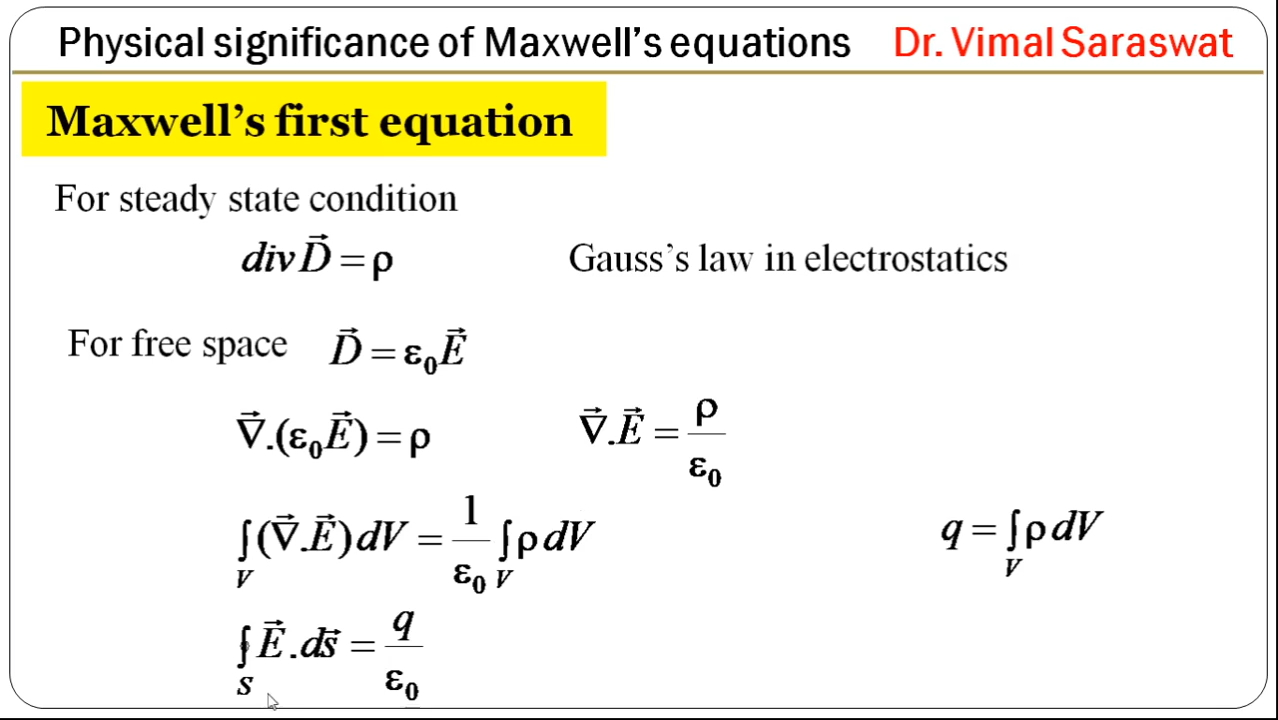 Physical significance of Maxwell's equations Dr. Vimal Saraswat
Maxwell's first equation
For steady state condition
div D⃗ = ρ Gauss's law in electrostatics
For free space D⃗ = ε₀E⃗
∇⃗.(ε₀E⃗) = ρ ∇⃗.E⃗ = ρ/ε₀
∫_V (∇⃗.E⃗) dV = 1/ε₀ ∫_V ρ dV q = ∫_V ρ dV
∮_S E⃗.ds⃗ = q/ε₀